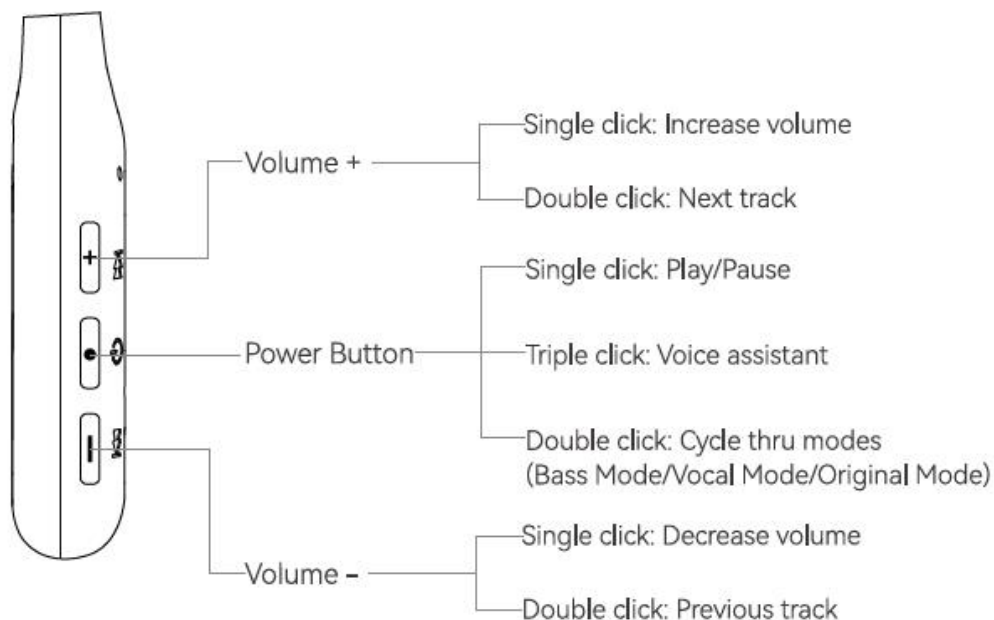 Single click: Increase volume
Volume +
Double click: Next track
+
Single click: Play/Pause
Power Button
Triple click: Voice assistant
Double click: Cycle thru modes
(Bass Mode/Vocal Mode/Original Mode)
Single click: Decrease volume
Volume –
Double click: Previous track